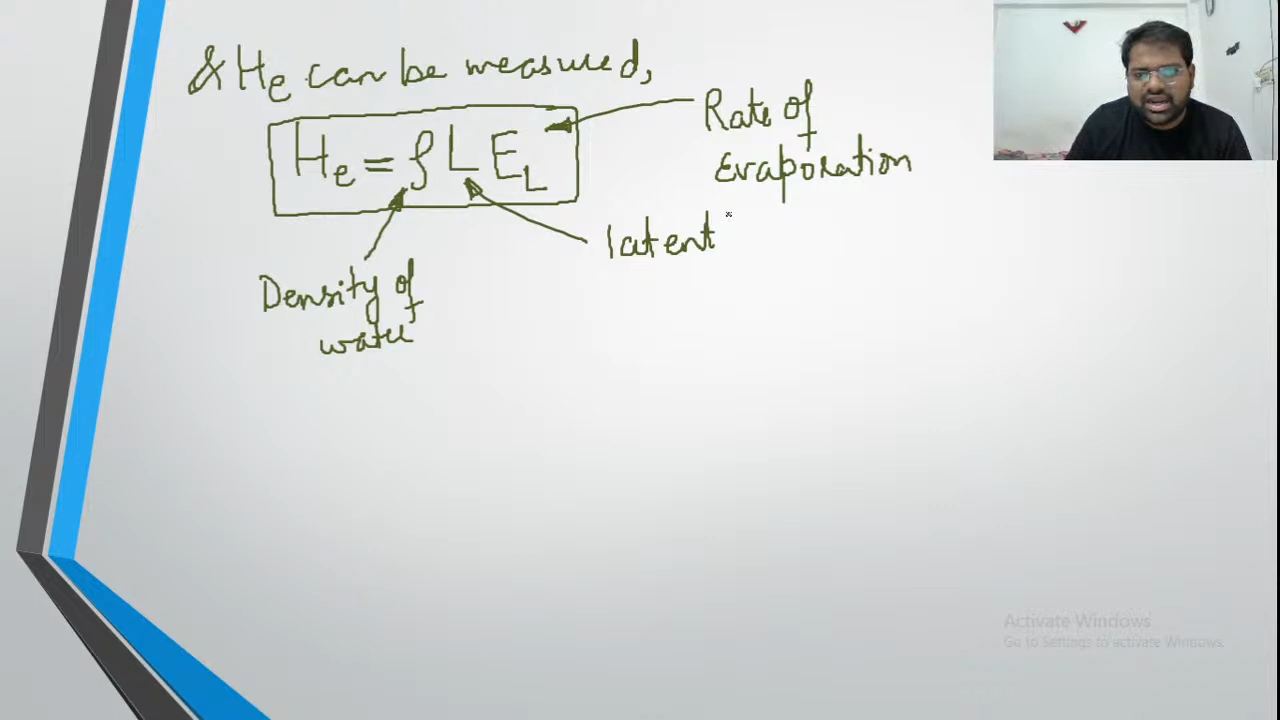 & He can be measured,
He = ρ L E_L
Rate of
Evaporation
latent
Density of
water
Activate Windows
Go to Settings to activate Windows.